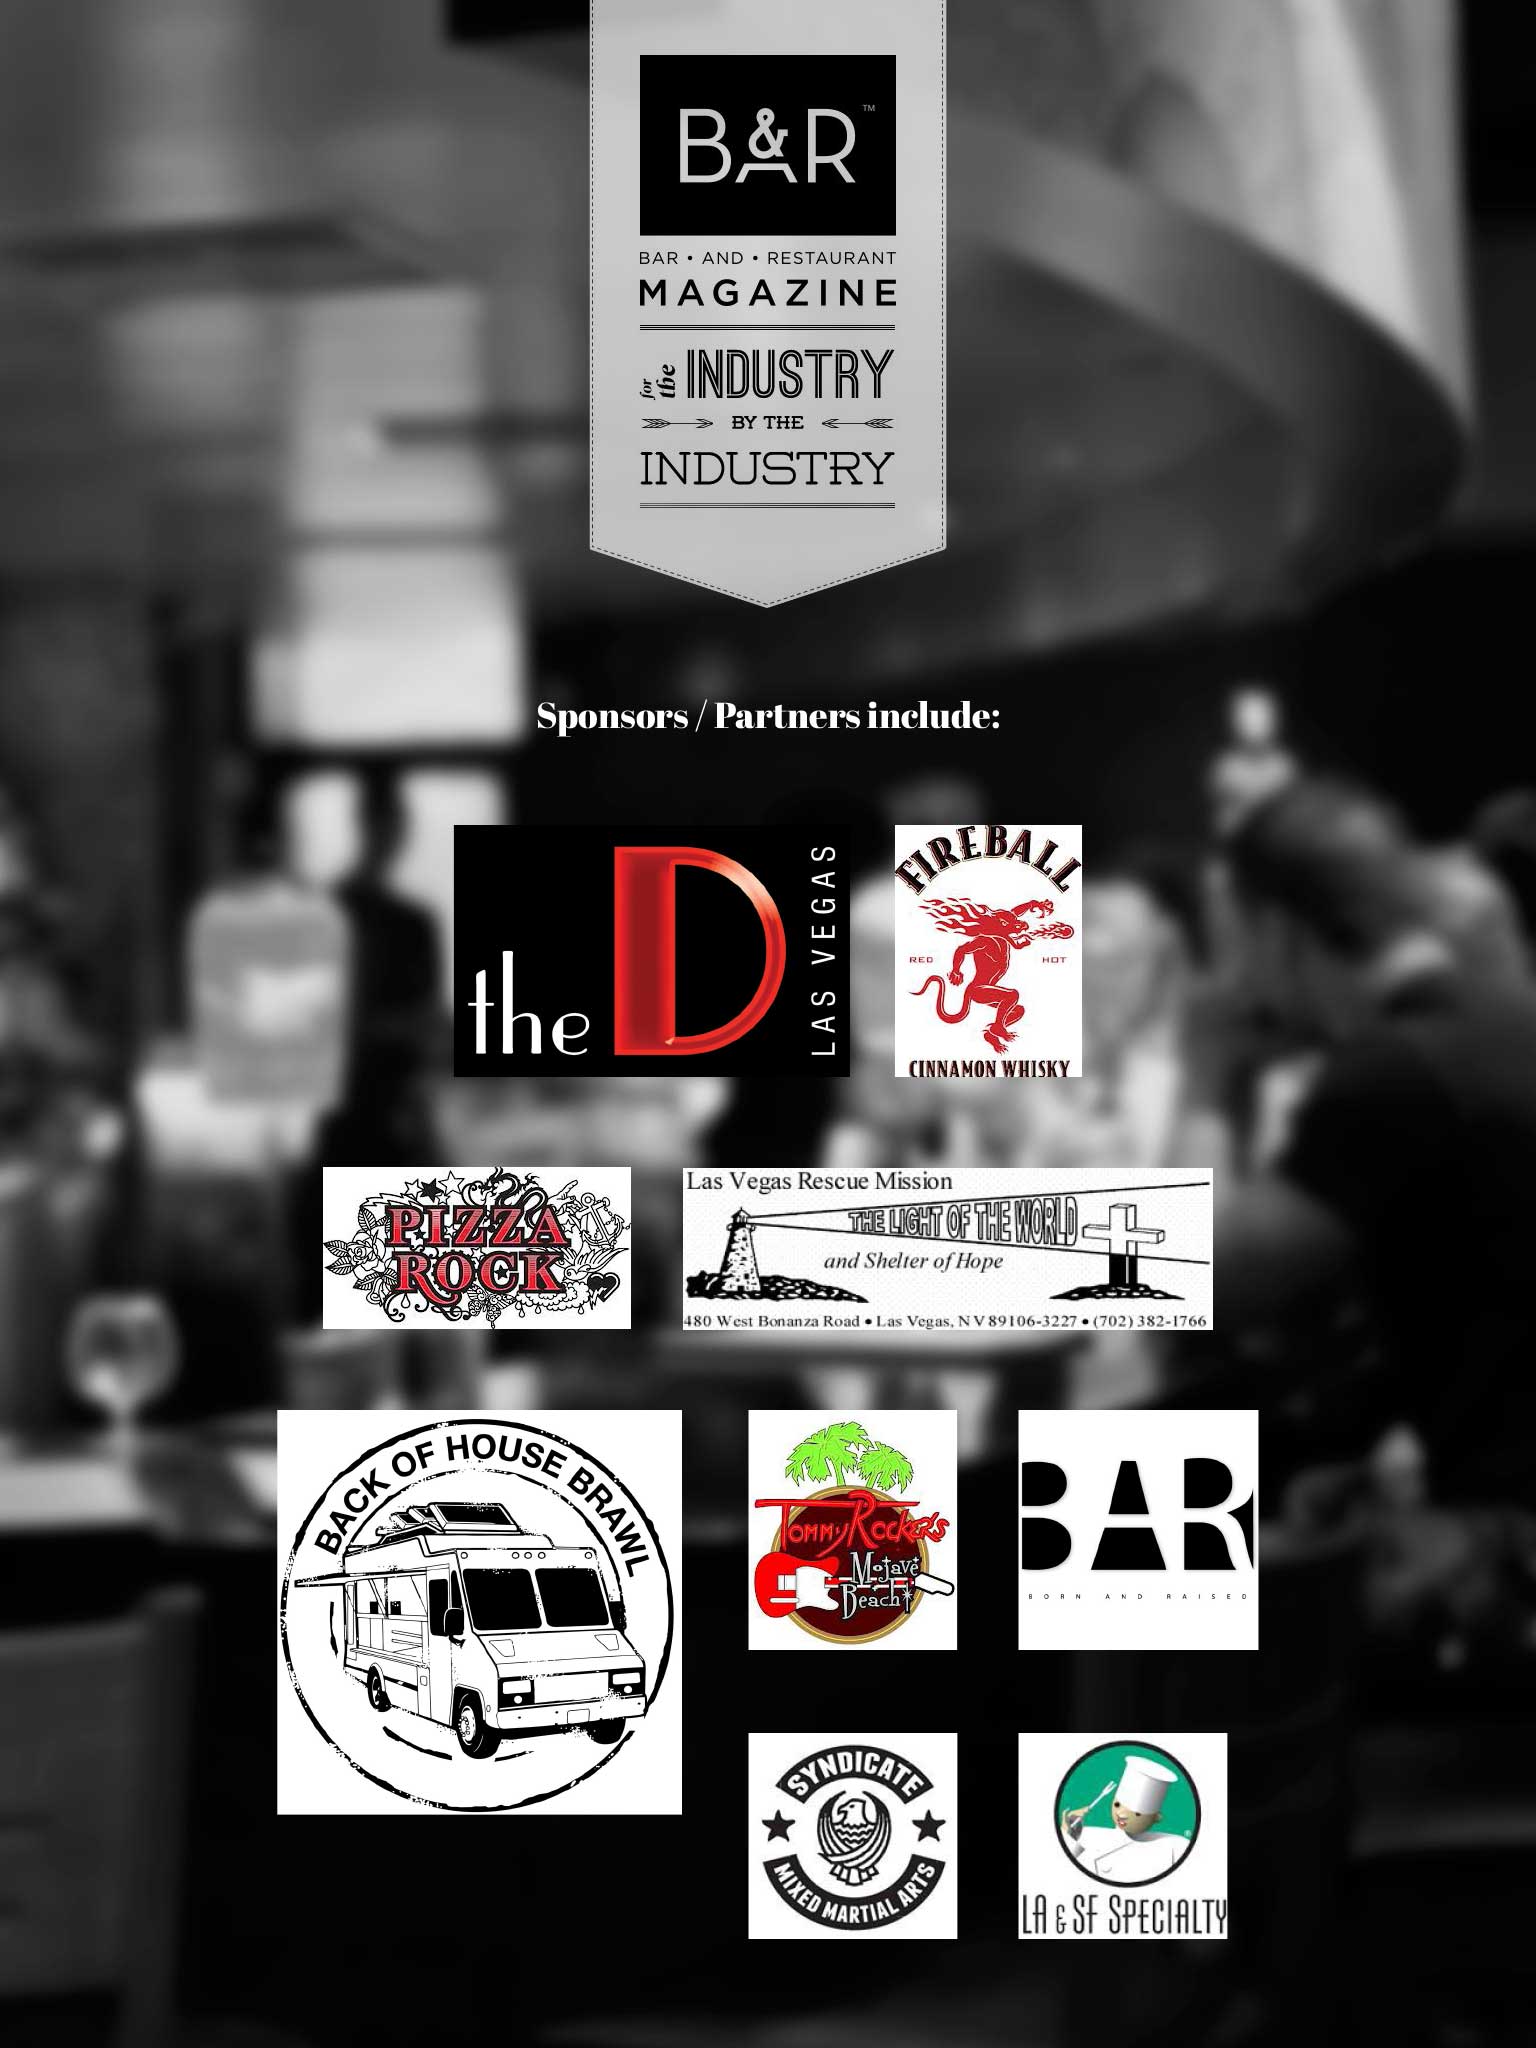 B&AR™
BAR • AND • RESTAURANT
MAGAZINE
for the INDUSTRY
BY THE
INDUSTRY
Sponsors / Partners include:
the D LAS VEGAS
FIREBALL
RED HOT
CINNAMON WHISKY
PIZZA
ROCK
Las Vegas Rescue Mission
THE LIGHT OF THE WORLD
and Shelter of Hope
480 West Bonanza Road • Las Vegas, NV 89106-3227 • (702) 382-1766
BACK OF HOUSE BRAWL
TOMMY ROCKER'S
Mojave
Beach
BAR
BORN AND RAISED
SYNDICATE
MIXED MARTIAL ARTS
®
LA & SF SPECIALTY